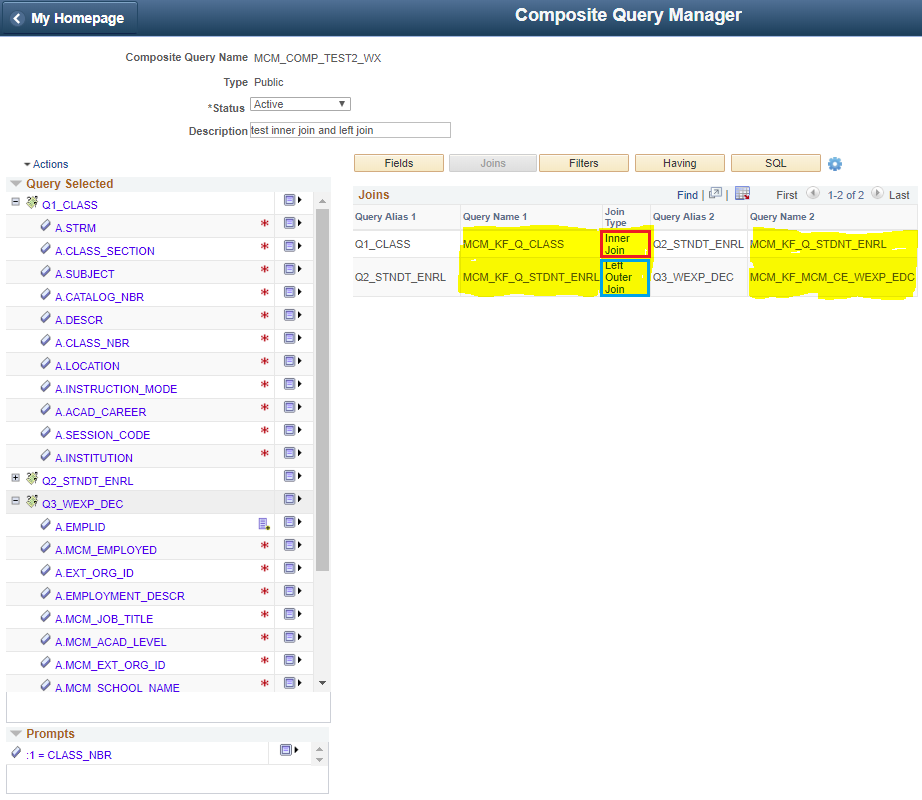 My Homepage
Composite Query Manager
Composite Query Name MCM_COMP_TEST2_WX
Type Public
*Status Active
Description test inner join and left join
Actions
Query Selected
Q1_CLASS
A.STRM *
A.CLASS_SECTION *
A.SUBJECT *
A.CATALOG_NBR *
A.DESCR *
A.CLASS_NBR *
A.LOCATION *
A.INSTRUCTION_MODE *
A.ACAD_CAREER *
A.SESSION_CODE *
A.INSTITUTION *
Q2_STNDT_ENRL
Q3_WEXP_DEC
A.EMPLID
A.MCM_EMPLOYED *
A.EXT_ORG_ID *
A.EMPLOYMENT_DESCR *
A.MCM_JOB_TITLE *
A.MCM_ACAD_LEVEL *
A.MCM_EXT_ORG_ID *
A.MCM_SCHOOL_NAME *
Prompts
:1 = CLASS_NBR
Fields Joins Filters Having SQL
Joins Find | | First 1-2 of 2 Last
Query Alias 1 Query Name 1 Join Type Query Alias 2 Query Name 2
Q1_CLASS MCM_KF_Q_CLASS Inner Join Q2_STNDT_ENRL MCM_KF_Q_STDNT_ENRL
Q2_STNDT_ENRL MCM_KF_Q_STDNT_ENRL Left Outer Join Q3_WEXP_DEC MCM_KF_MCM_CE_WEXP_EDC